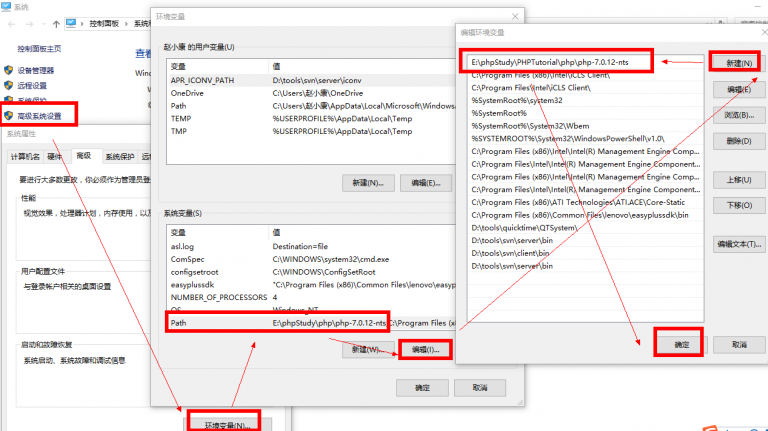 系统
控制面板
系统
控制面板主页
查看
设备管理器
Window
远程设置
系统保护
高级系统设置
系统属性
计算机名 硬件 高级 系统保护 远
要进行大多数更改，你必须作为管理员登
性能
视觉效果，处理器计划，内存使用，以及
用户配置文件
与登录帐户相关的桌面设置
启动和故障恢复
系统启动、系统故障和调试信息
环境变量(N)...
环境变量
赵小康 的用户变量(U)
变量 值
APR_ICONV_PATH D:\tools\svn\server\iconv
OneDrive C:\Users\赵小康\OneDrive
Path C:\Users\赵小康\AppData\Local\Microsoft\Windows
TEMP %USERPROFILE%\AppData\Local\Temp
TMP %USERPROFILE%\AppData\Local\Temp
新建(N)... 编辑(E)...
系统变量(S)
变量 值
asl.log Destination=file
ComSpec C:\WINDOWS\system32\cmd.exe
configsetroot C:\WINDOWS\ConfigSetRoot
easyplussdk "C:\Program Files (x86)\Common Files\lenovo\easyp
NUMBER_OF_PROCESSORS 4
OS Windows_NT
Path E:\phpStudy\php\php-7.0.12-nts;C:\Program Files (x
新建(W)... 编辑(I)...
确定 取消
编辑环境变量
E:\phpStudy\PHPTutorial\php\php-7.0.12-nts
C:\Program Files (x86)\Intel\iCLS Client\
C:\Program Files\Intel\iCLS Client\
%SystemRoot%\system32
%SystemRoot%
%SystemRoot%\System32\Wbem
%SYSTEMROOT%\System32\WindowsPowerShell\v1.0\
C:\Program Files (x86)\Intel\Intel(R) Management Engine Comp...
C:\Program Files\Intel\Intel(R) Management Engine Component...
C:\Program Files (x86)\Intel\Intel(R) Management Engine Comp...
C:\Program Files\Intel\Intel(R) Management Engine Component...
C:\Program Files (x86)\ATI Technologies\ATI.ACE\Core-Static
C:\Program Files (x86)\Common Files\lenovo\easyplussdk\bin
D:\tools\quicktime\QTSystem\
D:\tools\svn\server\bin
D:\tools\svn\client\bin
D:\tools\svn\server\bin
新建(N)
编辑(E)
浏览(B)...
删除(D)
上移(U)
下移(O)
编辑文本(T)...
确定 取消